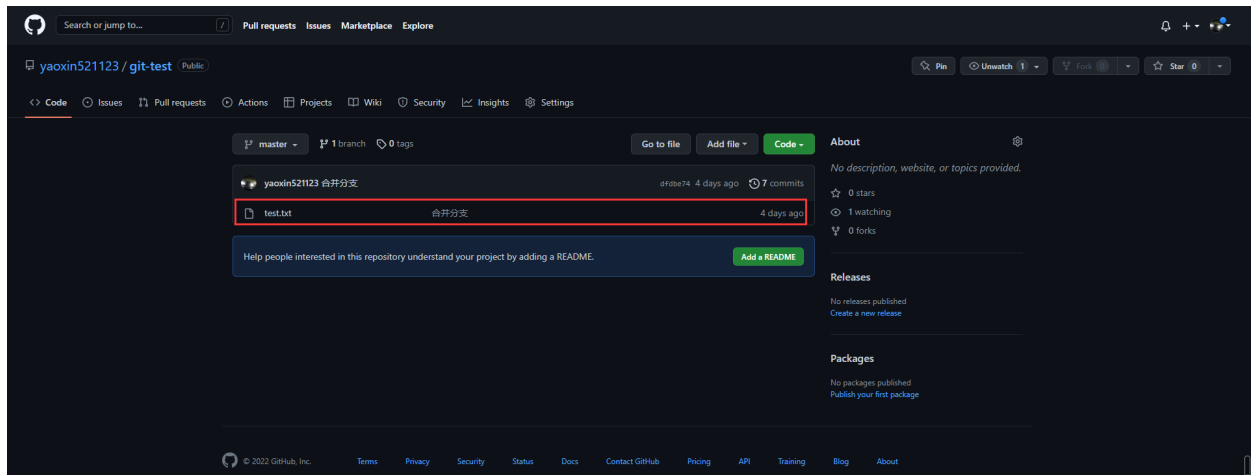 Search or jump to... / Pull requests Issues Marketplace Explore
yaoxin521123 / git-test Public Pin Unwatch 1 Fork 0 Star 0
Code Issues Pull requests Actions Projects Wiki Security Insights Settings
master 1 branch 0 tags Go to file Add file Code
yaoxin521123 合并分支 dfdbe74 4 days ago 7 commits
test.txt 合并分支 4 days ago
Help people interested in this repository understand your project by adding a README. Add a README
About
No description, website, or topics provided.
0 stars
1 watching
0 forks
Releases
No releases published
Create a new release
Packages
No packages published
Publish your first package
© 2022 GitHub, Inc. Terms Privacy Security Status Docs Contact GitHub Pricing API Training Blog About